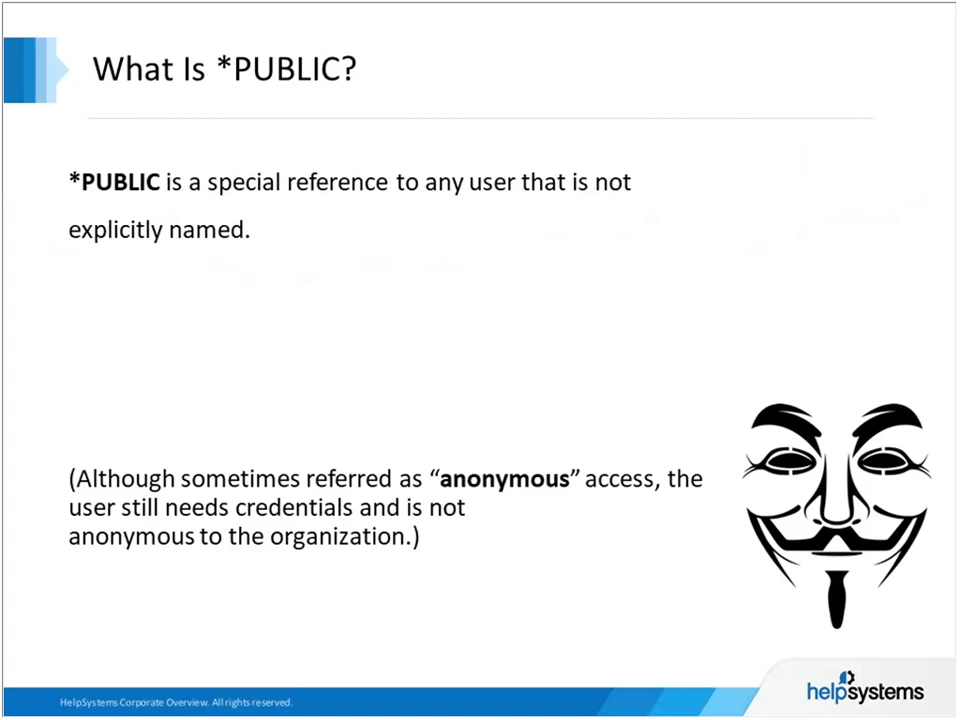 What Is *PUBLIC?
*PUBLIC is a special reference to any user that is not
explicitly named.
(Although sometimes referred as “anonymous” access, the
user still needs credentials and is not
anonymous to the organization.)
HelpSystems Corporate Overview. All rights reserved.
helpsystems